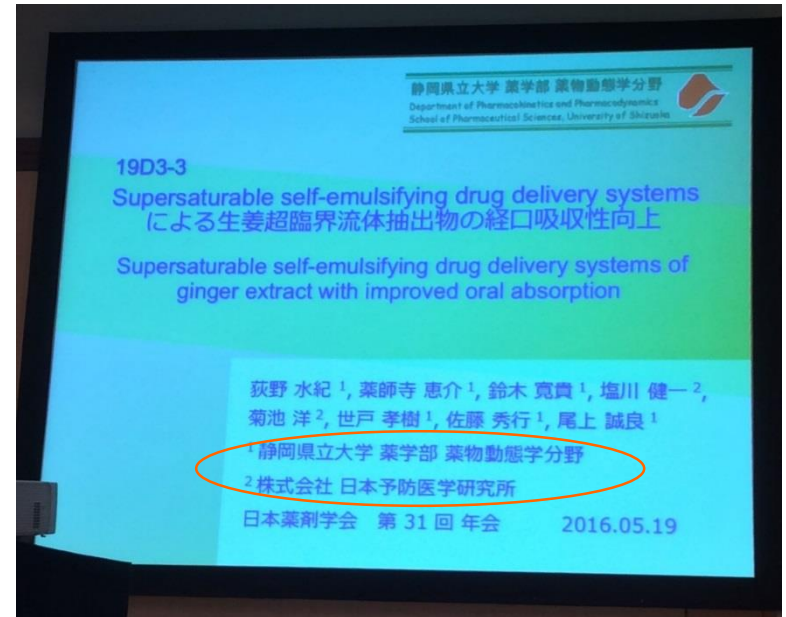 静岡県立大学 薬学部 薬物動態学分野
Department of Pharmacokinetics and Pharmacodynamics
School of Pharmaceutical Sciences, University of Shizuoka
19D3-3
Supersaturable self-emulsifying drug delivery systems
による生姜超臨界流体抽出物の経口吸収性向上
Supersaturable self-emulsifying drug delivery systems of
ginger extract with improved oral absorption
荻野 水紀 ¹, 薬師寺 恵介 ¹, 鈴木 寛貴 ¹, 塩川 健一 ²,
菊池 洋 ², 世戸 孝樹 ¹, 佐藤 秀行 ¹, 尾上 誠良 ¹
¹ 静岡県立大学 薬学部 薬物動態学分野
² 株式会社 日本予防医学研究所
日本薬剤学会 第 31 回 年会 2016.05.19